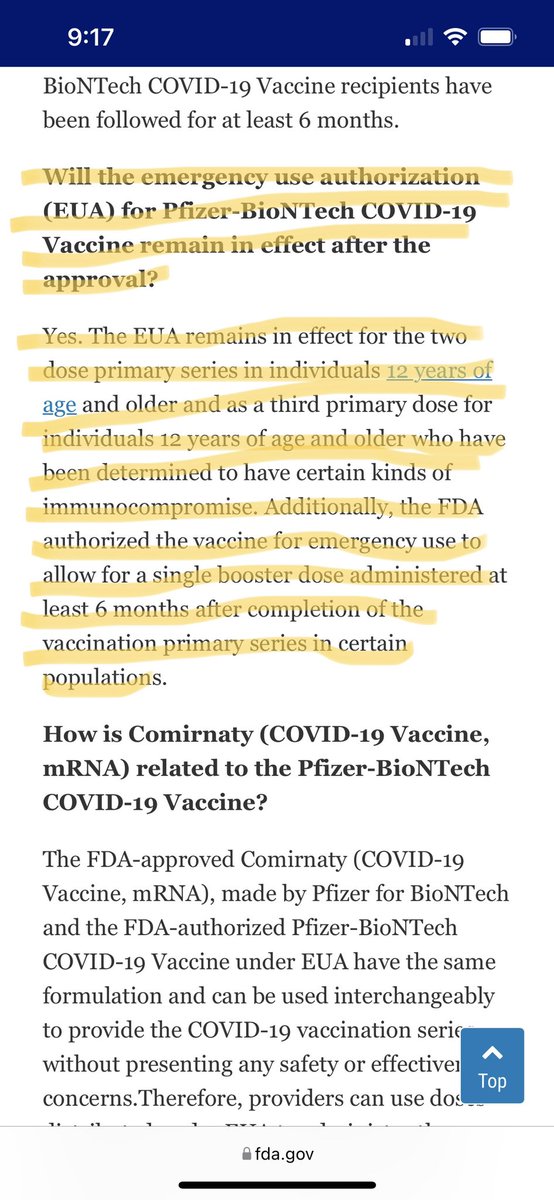 9:17
BioNTech COVID-19 Vaccine recipients have
been followed for at least 6 months.
Will the emergency use authorization
(EUA) for Pfizer-BioNTech COVID-19
Vaccine remain in effect after the
approval?
Yes. The EUA remains in effect for the two
dose primary series in individuals 12 years of
age and older and as a third primary dose for
individuals 12 years of age and older who have
been determined to have certain kinds of
immunocompromise. Additionally, the FDA
authorized the vaccine for emergency use to
allow for a single booster dose administered at
least 6 months after completion of the
vaccination primary series in certain
populations.
How is Comirnaty (COVID-19 Vaccine,
mRNA) related to the Pfizer-BioNTech
COVID-19 Vaccine?
The FDA-approved Comirnaty (COVID-19
Vaccine, mRNA), made by Pfizer for BioNTech
and the FDA-authorized Pfizer-BioNTech
COVID-19 Vaccine under EUA have the same
formulation and can be used interchangeably
to provide the COVID-19 vaccination
without presenting any safety or
concerns.Therefore, providers can use
Top
fda.gov